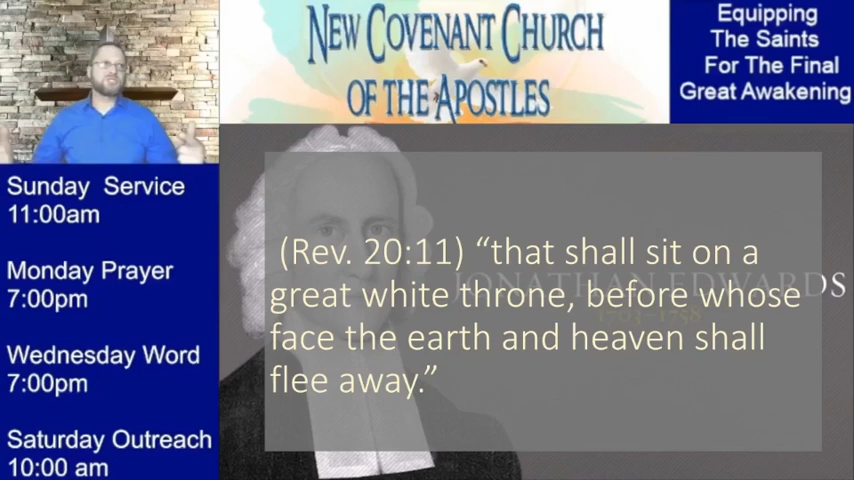 New Covenant Church
of the Apostles
Equipping
The Saints
For The Final
Great Awakening
Sunday Service
11:00am
Monday Prayer
7:00pm
Wednesday Word
7:00pm
Saturday Outreach
10:00 am
(Rev. 20:11) “that shall sit on a
great white throne, before whose
face the earth and heaven shall
flee away.”
JONATHAN EDWARDS
1703–1758